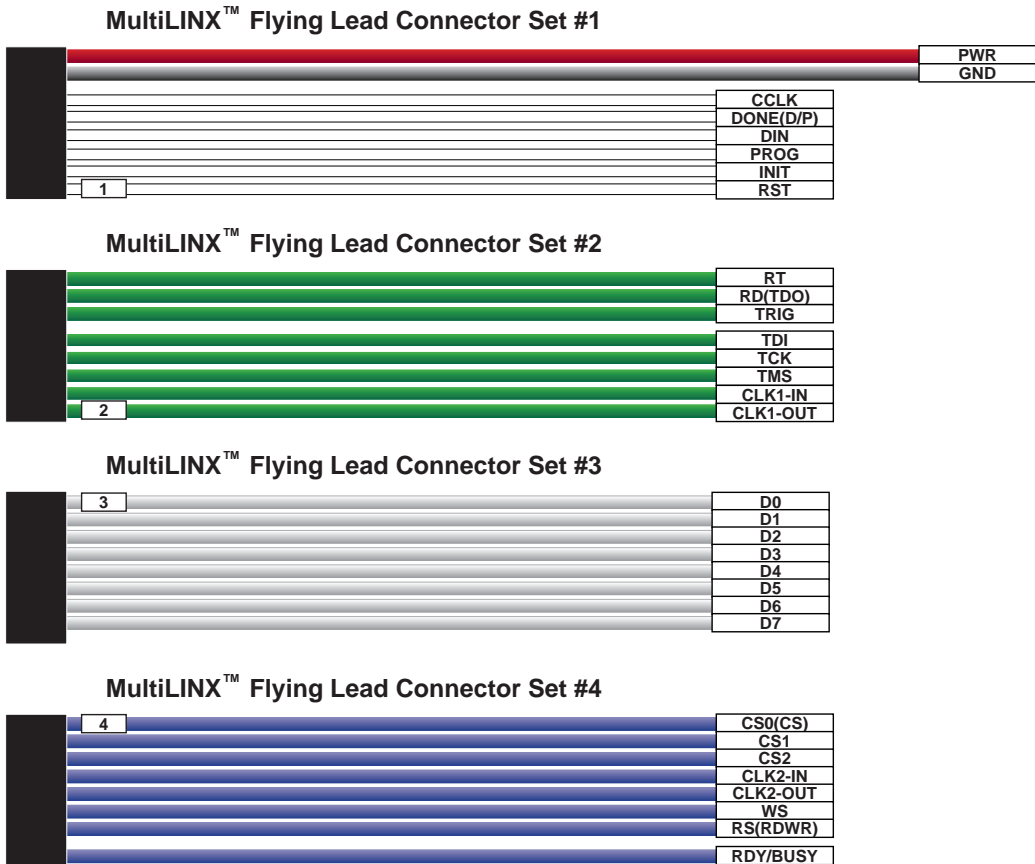 MultiLINX™ Flying Lead Connector Set #1
PWR
GND
CCLK
DONE(D/P)
DIN
PROG
INIT
1 RST
MultiLINX™ Flying Lead Connector Set #2
RT
RD(TDO)
TRIG
TDI
TCK
TMS
CLK1-IN
2 CLK1-OUT
MultiLINX™ Flying Lead Connector Set #3
3 D0
D1
D2
D3
D4
D5
D6
D7
MultiLINX™ Flying Lead Connector Set #4
4 CS0(CS)
CS1
CS2
CLK2-IN
CLK2-OUT
WS
RS(RDWR)
RDY/BUSY